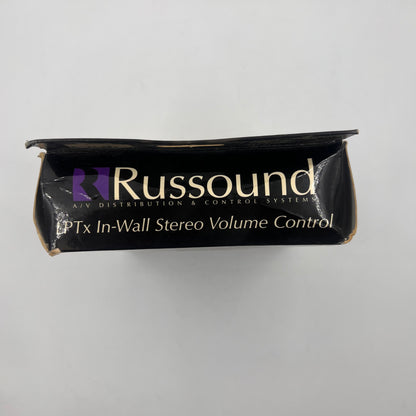 Russound
A/V DISTRIBUTION & CONTROL SYSTEMS
PTx In-Wall Stereo Volume Control